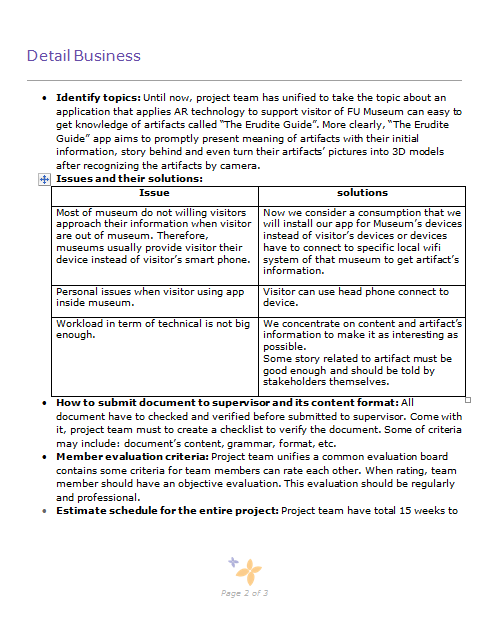 Detail Business
• Identify topics: Until now, project team has unified to take the topic about an
application that applies AR technology to support visitor of FU Museum can easy to
get knowledge of artifacts called “The Erudite Guide”. More clearly, “The Erudite
Guide” app aims to promptly present meaning of artifacts with their initial
information, story behind and even turn their artifacts’ pictures into 3D models
after recognizing the artifacts by camera.
Issues and their solutions:
Issue
solutions
Most of museum do not willing visitors
approach their information when visitor
are out of museum. Therefore,
museums usually provide visitor their
device instead of visitor’s smart phone.
Now we consider a consumption that we
will install our app for Museum’s devices
instead of visitor’s devices or devices
have to connect to specific local wifi
system of that museum to get artifact’s
information.
Personal issues when visitor using app
inside museum.
Visitor can use head phone connect to
device.
Workload in term of technical is not big
enough.
We concentrate on content and artifact’s
information to make it as interesting as
possible.
Some story related to artifact must be
good enough and should be told by
stakeholders themselves.
• How to submit document to supervisor and its content format: All
document have to checked and verified before submitted to supervisor. Come with
it, project team must to create a checklist to verify the document. Some of criteria
may include: document’s content, grammar, format, etc.
• Member evaluation criteria: Project team unifies a common evaluation board
contains some criteria for team members can rate each other. When rating, team
member should have an objective evaluation. This evaluation should be regularly
and professional.
• Estimate schedule for the entire project: Project team have total 15 weeks to
Page 2 of 3